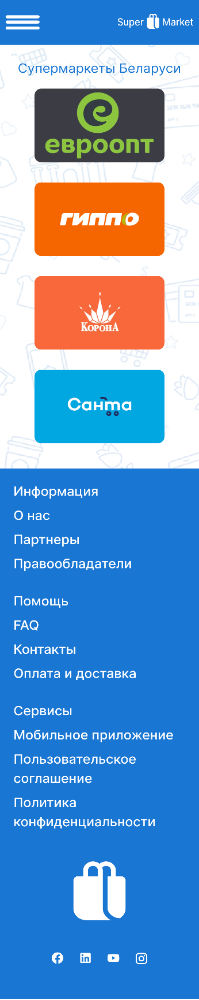 Super Market
Супермаркеты Беларуси
евроопт
гиппо
КоронА
Санта
Информация
О нас
Партнеры
Правообладатели
Помощь
FAQ
Контакты
Оплата и доставка
Сервисы
Мобильное приложение
Пользовательское
соглашение
Политика
конфиденциальности